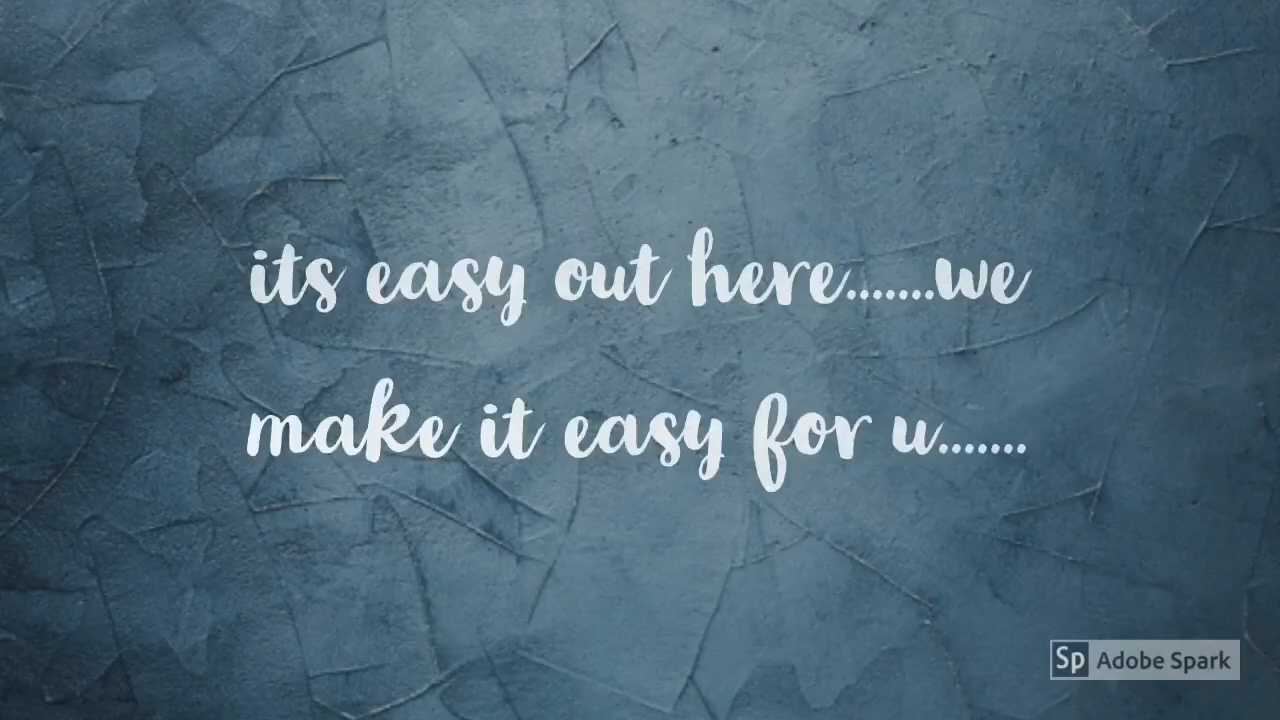 its easy out here.......we
make it easy for u.......
Sp Adobe Spark